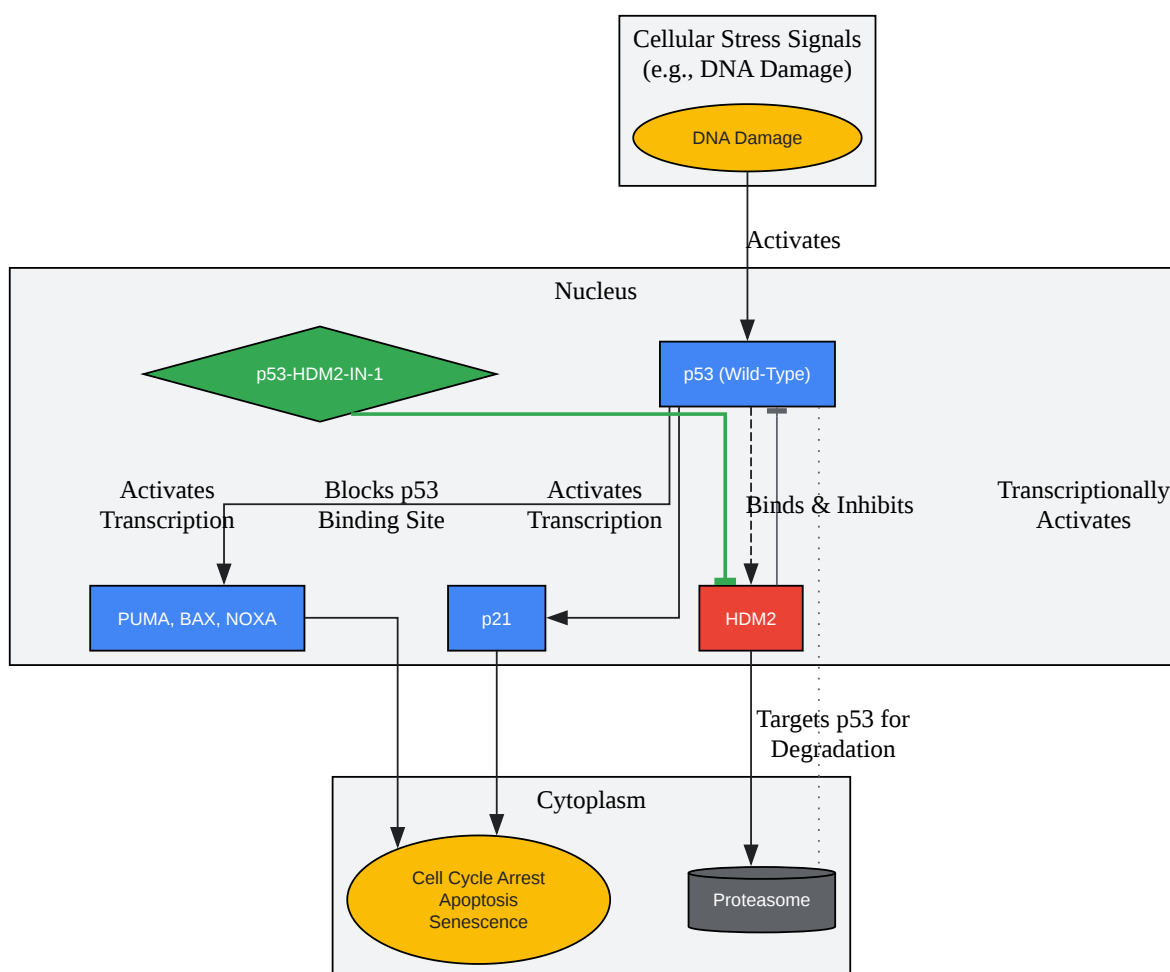 Cellular Stress Signals
(e.g., DNA Damage)
DNA Damage
Activates
Nucleus
p53-HDM2-IN-1
p53 (Wild-Type)
Activates
Transcription
Blocks p53
Binding Site
Activates
Transcription
Binds & Inhibits
Transcriptionally
Activates
PUMA, BAX, NOXA
p21
HDM2
Targets p53 for
Degradation
Cytoplasm
Cell Cycle Arrest
Apoptosis
Senescence
Proteasome